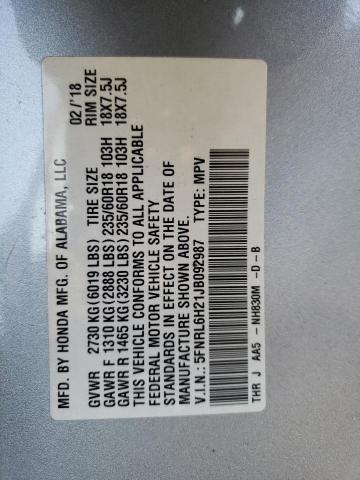 MFD. BY HONDA MFG. OF ALABAMA, LLC 02/'18
GVWR 2730 KG(6019 LBS) TIRE SIZE RIM SIZE
GAWR F 1310 KG (2888 LBS) 235/60R18 103H 18X7.5J
GAWR R 1465 KG (3230 LBS) 235/60R18 103H 18X7.5J
THIS VEHICLE CONFORMS TO ALL APPLICABLE
FEDERAL MOTOR VEHICLE SAFETY
STANDARDS IN EFFECT ON THE DATE OF
MANUFACTURE SHOWN ABOVE.
V.I.N.: 5FNRL6H21JB092987 TYPE: MPV
THR J AA5 - NH830M - D - B